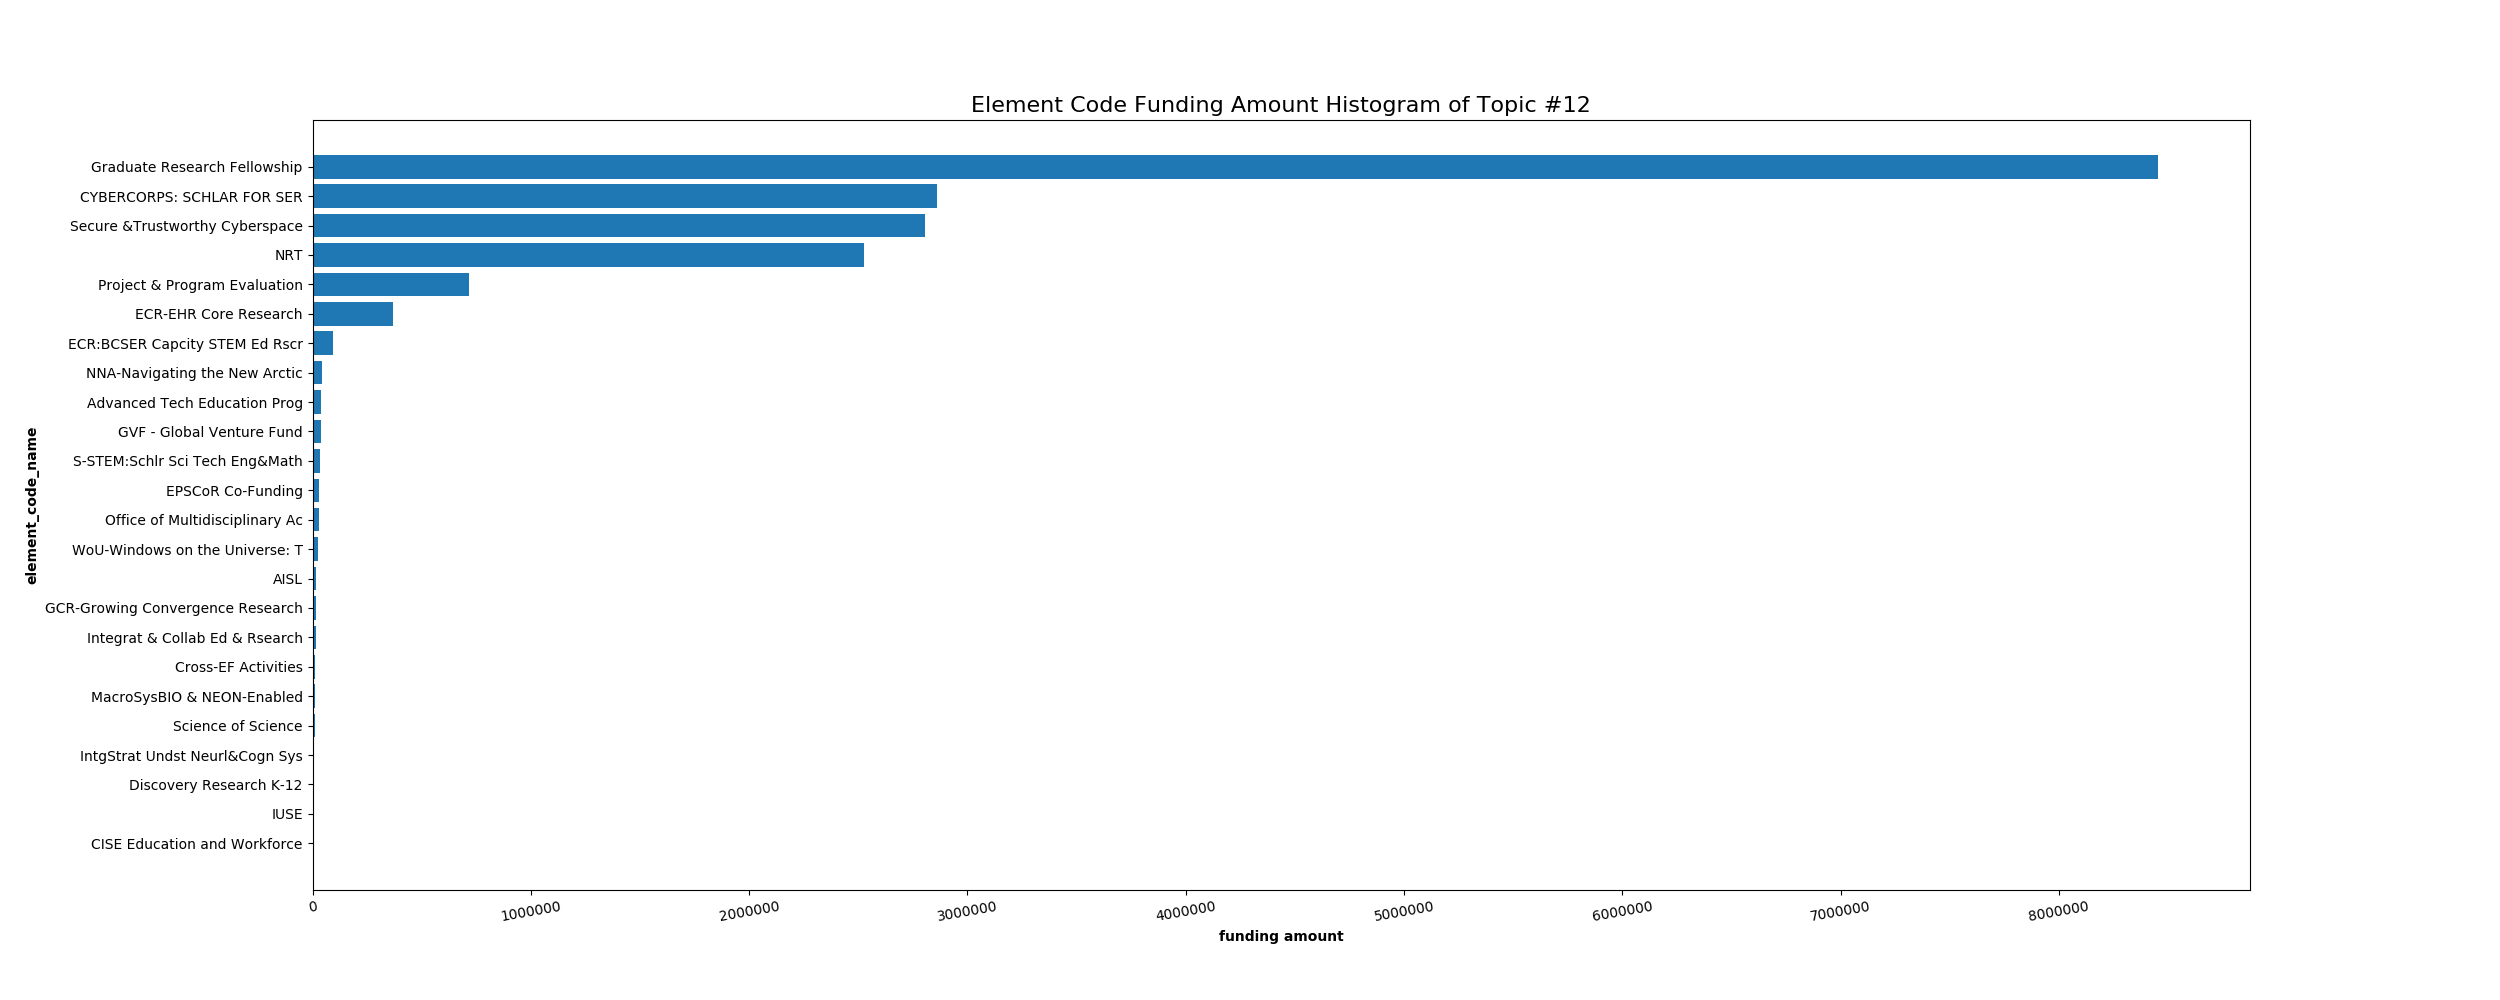 Element Code Funding Amount Histogram of Topic #12
Graduate Research Fellowship
CYBERCORPS: SCHLAR FOR SER
Secure &Trustworthy Cyberspace
NRT
Project & Program Evaluation
ECR-EHR Core Research
ECR:BCSER Capcity STEM Ed Rscr
NNA-Navigating the New Arctic
Advanced Tech Education Prog
GVF - Global Venture Fund
S-STEM:Schlr Sci Tech Eng&Math
EPSCoR Co-Funding
Office of Multidisciplinary Ac
WoU-Windows on the Universe: T
AISL
GCR-Growing Convergence Research
Integrat & Collab Ed & Rsearch
Cross-EF Activities
MacroSysBIO & NEON-Enabled
Science of Science
IntgStrat Undst Neurl&Cogn Sys
Discovery Research K-12
IUSE
CISE Education and Workforce
element_code_name
0 1000000 2000000 3000000 4000000 5000000 6000000 7000000 8000000
funding amount